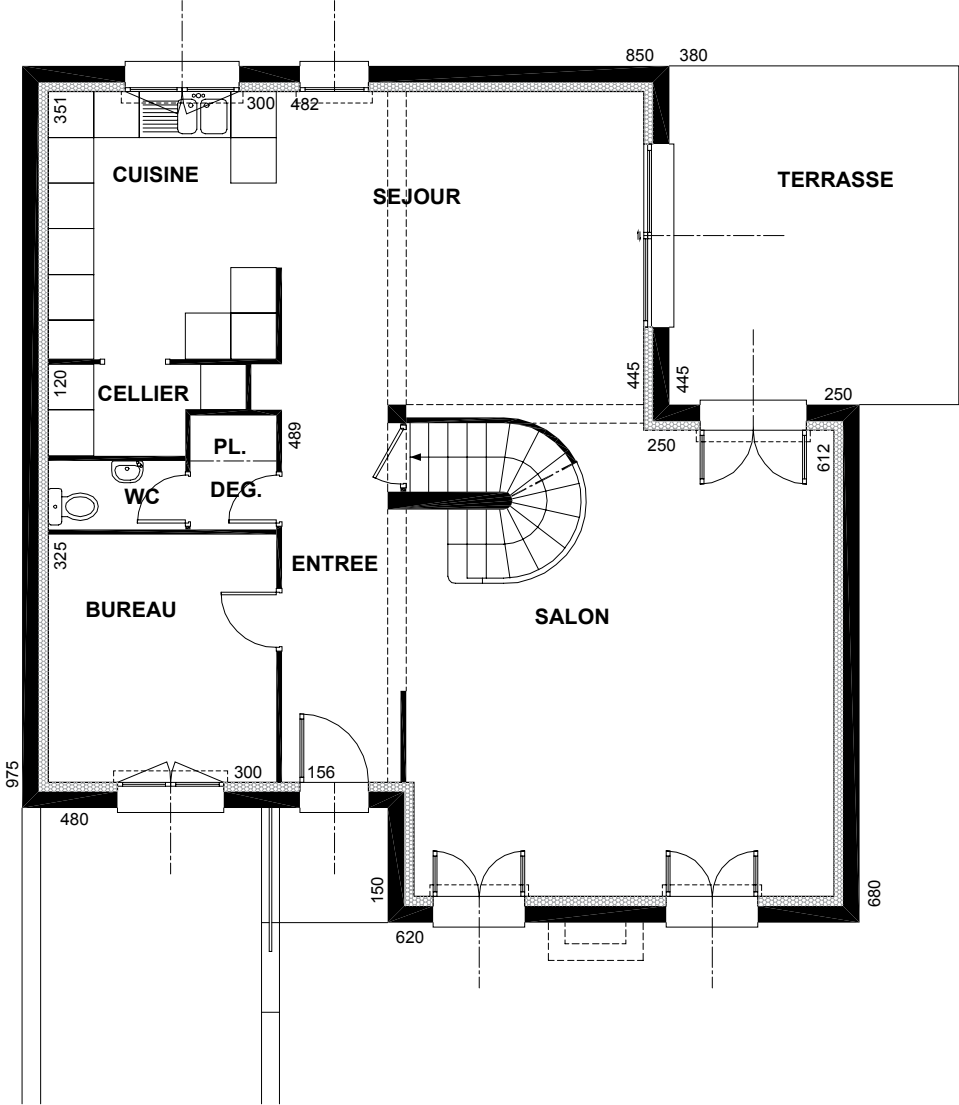 850 380
351 300 482
CUISINE
SEJOUR
TERRASSE
120
CELLIER
445
445
250
489
PL.
250
612
WC
DEG.
325
ENTREE
BUREAU
SALON
975
300
156
480
150
680
620